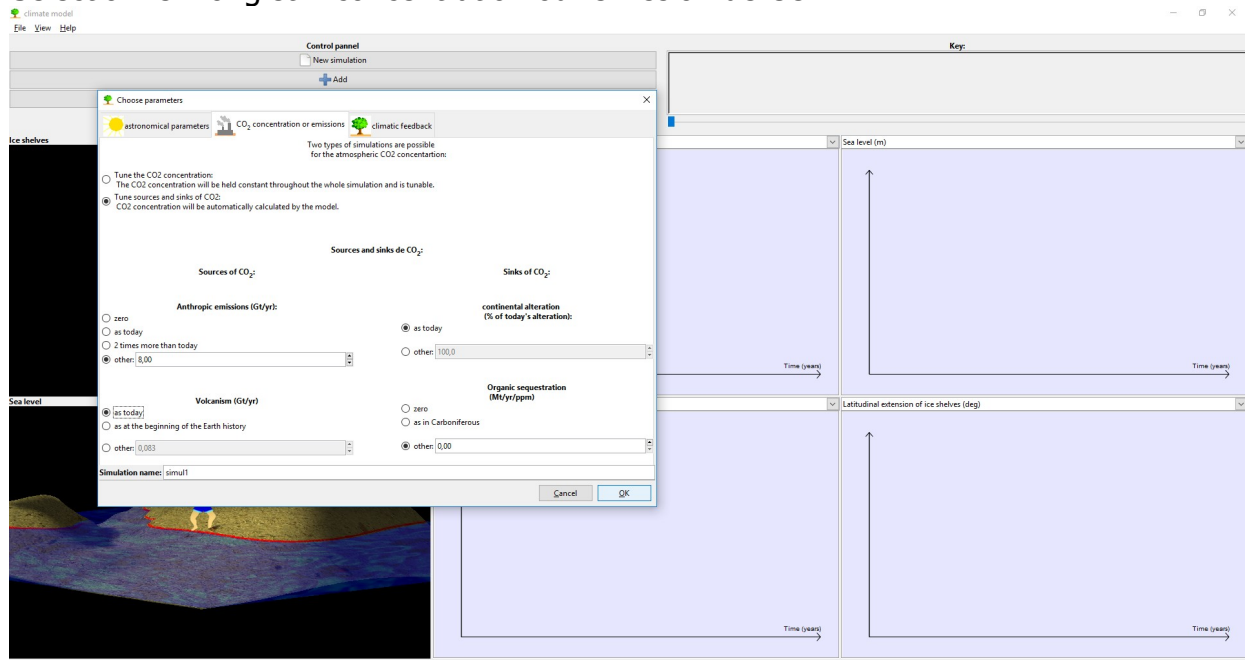 climate model
File View Help
Control pannel
Key:
New simulation
Add
Choose parameters
astronomical parameters
CO2 concentration or emissions
climatic feedback
Ice shelves
Sea level (m)
Two types of simulations are possible
for the atmospheric CO2 concentartion:
Tune the CO2 concentration:
The CO2 concentration will be held constant throughout the whole simulation and is tunable.
Tune sources and sinks of CO2:
CO2 concentration will be automatically calculated by the model.
Sources and sinks de CO2:
Sources of CO2:
Sinks of CO2:
Anthropic emissions (Gt/yr):
zero
as today
2 times more than today
other: 8,00
continental alteration
(% of today's alteration):
as today
other: 100,0
Time (years)
Time (years)
Sea level
Volcanism (Gt/yr)
as today
as at the beginning of the Earth history
other: 0,083
Organic sequestration
(Mt/yr/ppm)
zero
as in Carboniferous
other: 0,00
Latitudinal extension of ice shelves (deg)
Simulation name: simul1
Cancel
OK
Time (years)
Time (years)